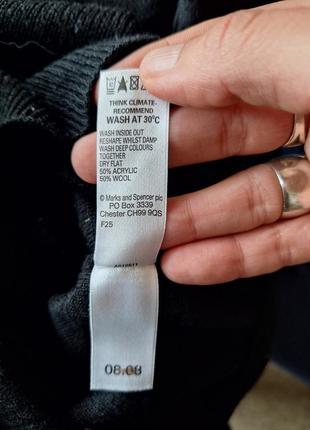 THINK CLIMATE-
RECOMMEND
WASH AT 30°C
WASH INSIDE OUT
RESHAPE WHILST DAMP
WASH DEEP COLOURS
TOGETHER
DRY FLAT
50% ACRYLIC
50% WOOL
© Marks and Spencer plc
PO Box 3339
Chester CH99 9QS
F25
08.08